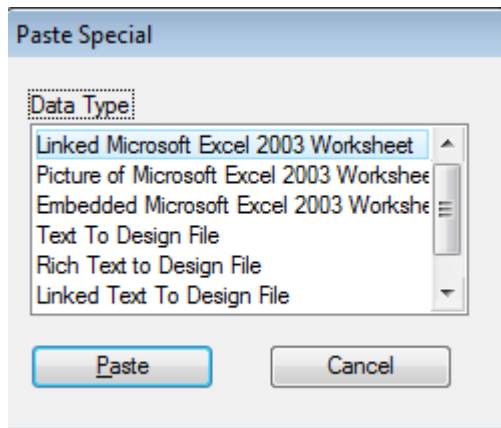 Paste Special
Data Type
Linked Microsoft Excel 2003 Worksheet
Picture of Microsoft Excel 2003 Workshee
Embedded Microsoft Excel 2003 Workshe
Text To Design File
Rich Text to Design File
Linked Text To Design File
Paste Cancel